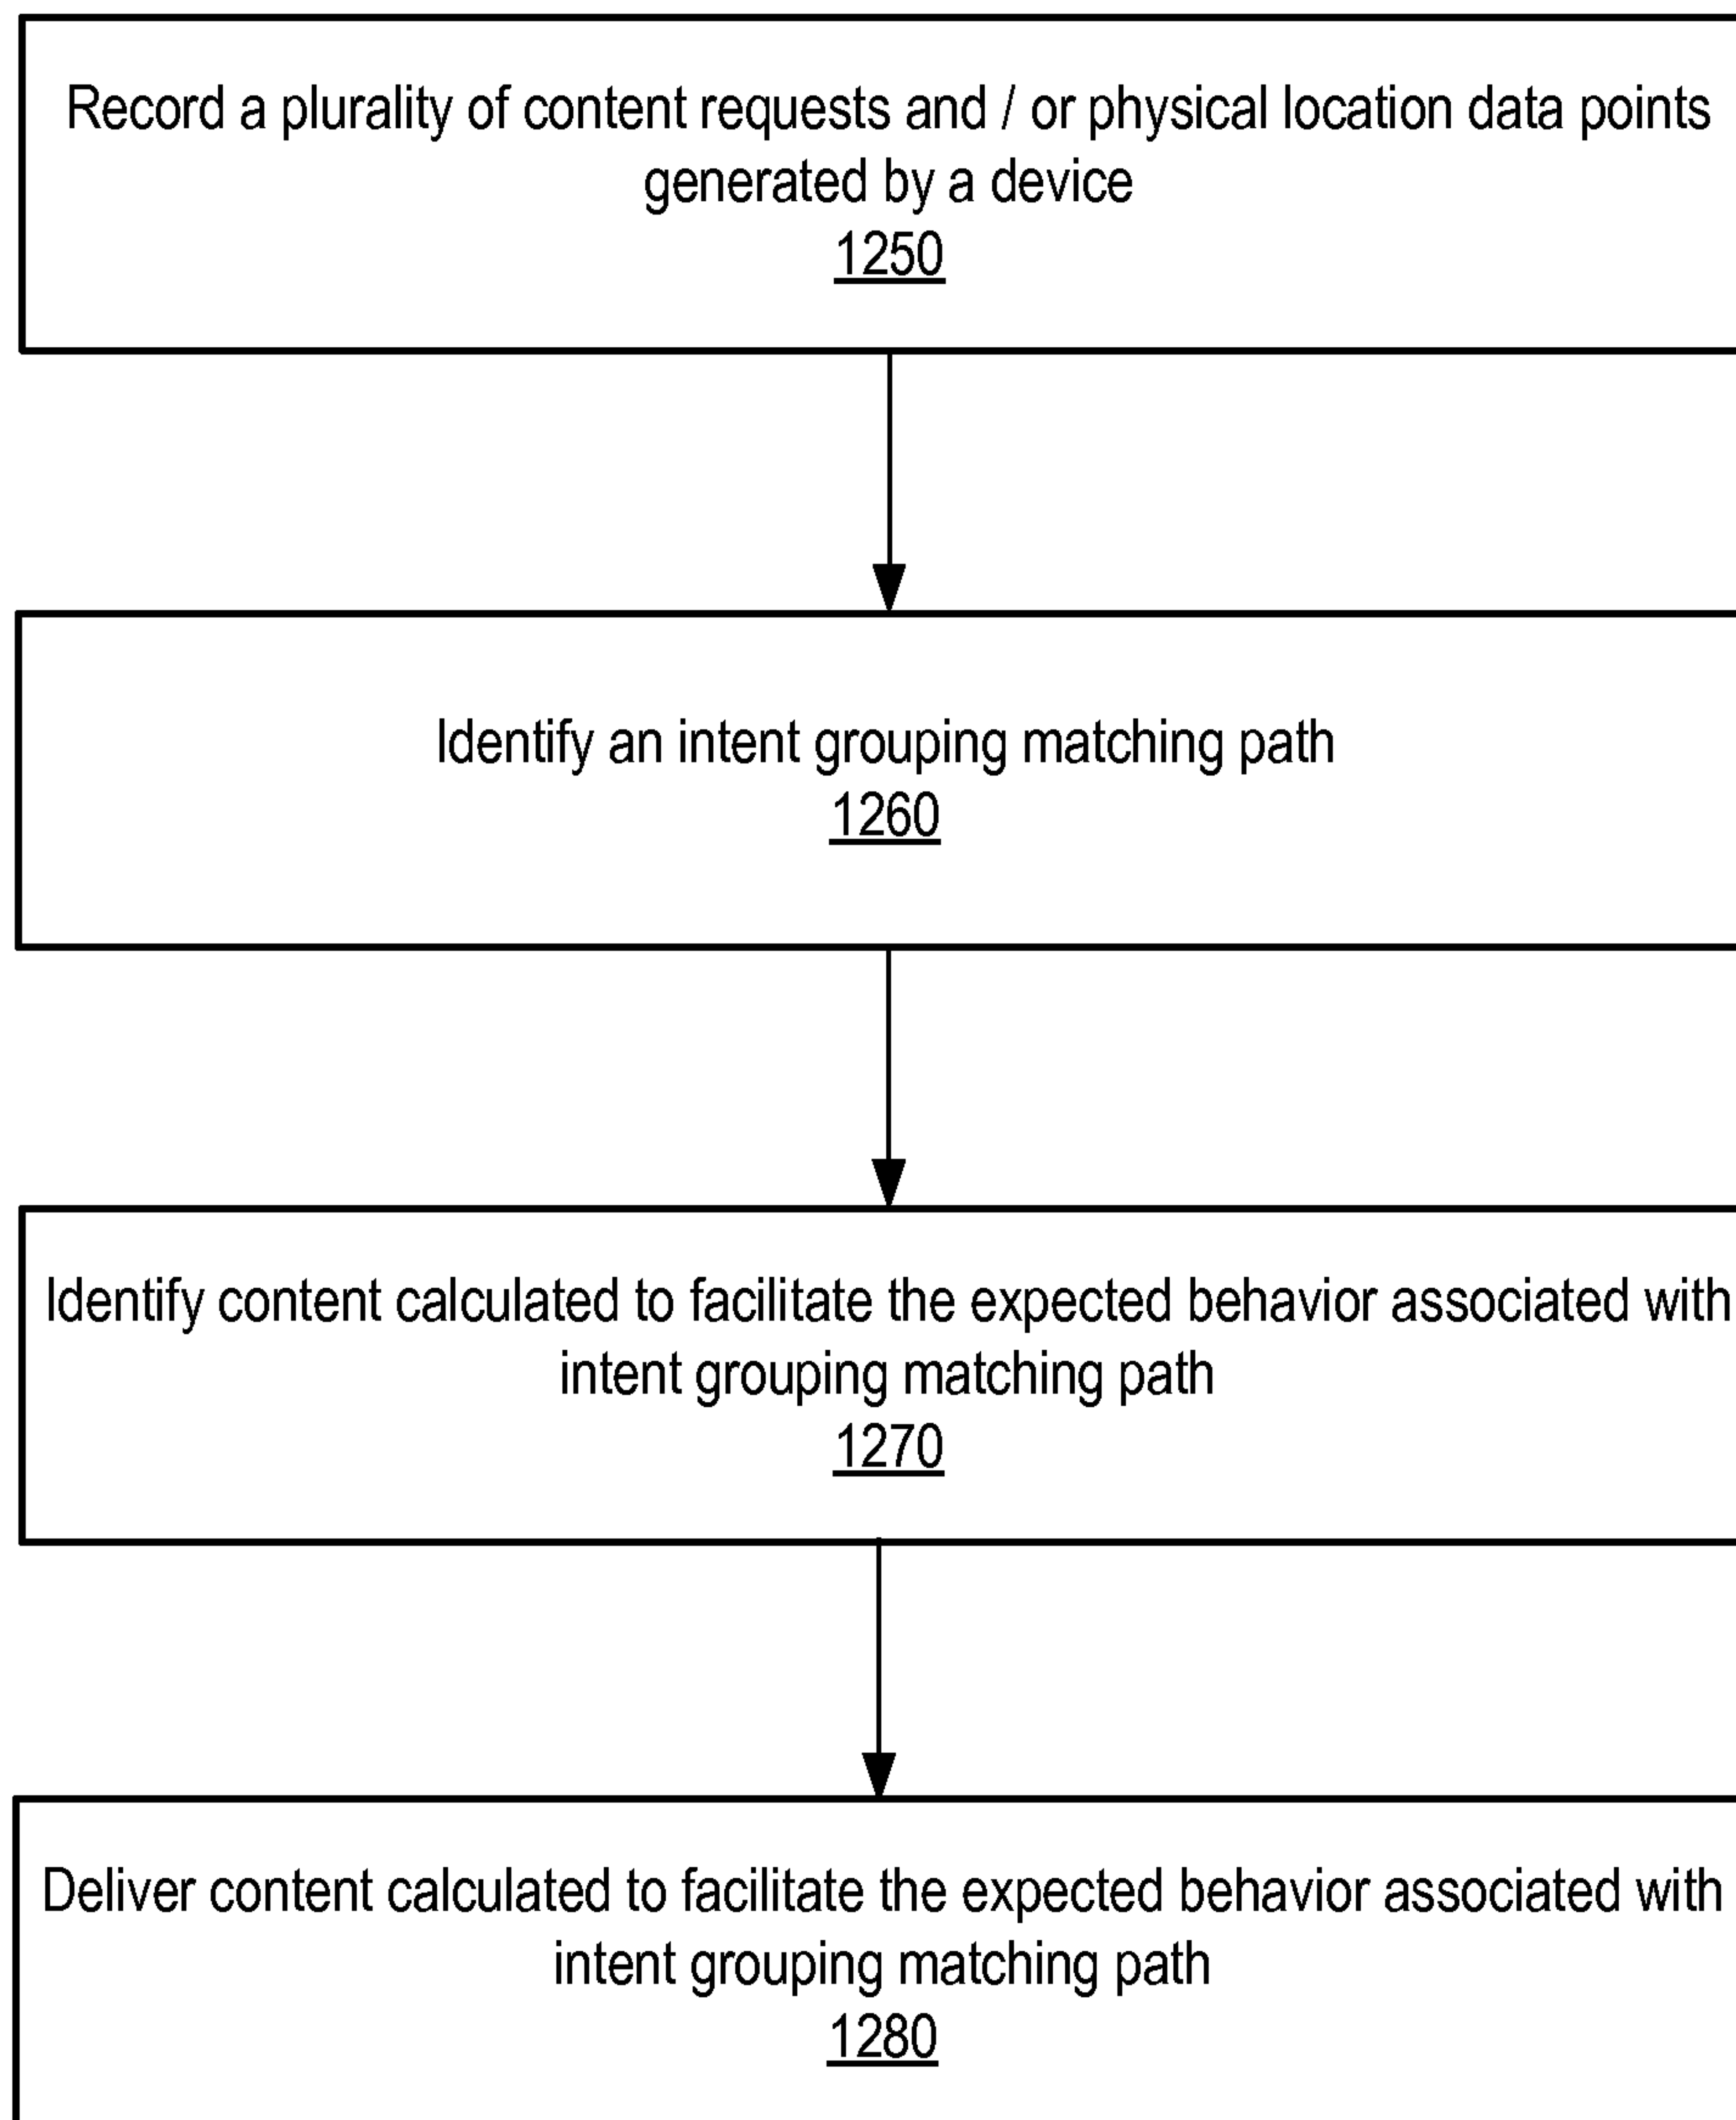 Record a plurality of content requests and / or physical location data points
generated by a device
1250
Identify an intent grouping matching path
1260
Identify content calculated to facilitate the expected behavior associated with
intent grouping matching path
1270
Deliver content calculated to facilitate the expected behavior associated with
intent grouping matching path
1280